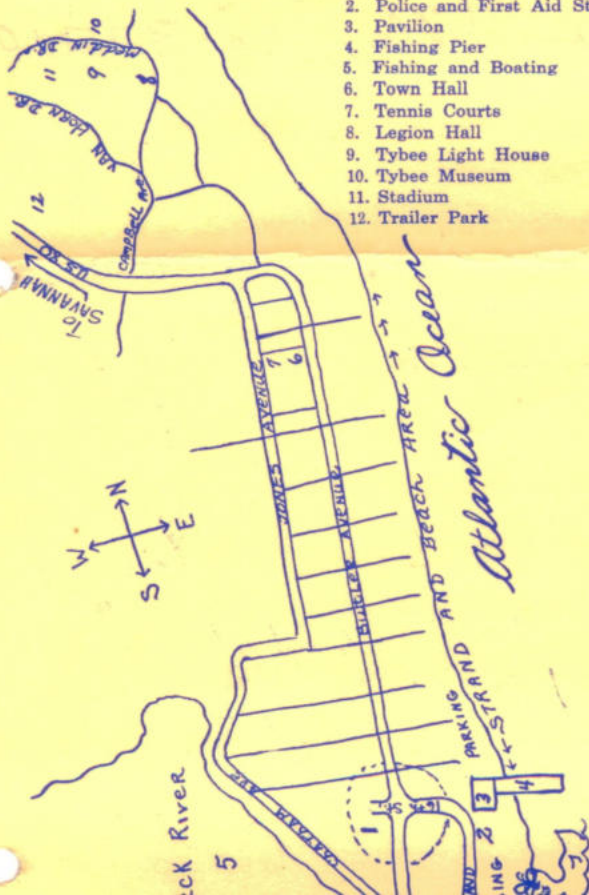 2. Police and First Aid St
3. Pavilion
4. Fishing Pier
5. Fishing and Boating
6. Town Hall
7. Tennis Courts
8. Legion Hall
9. Tybee Light House
10. Tybee Museum
11. Stadium
12. Trailer Park
10
11
9
8
VAN HORN DR.
12
CAMPBELL AVE
U.S. 80
To
SAVANNAH
7
6
JONES AVENUE
BUTLER AVENUE
W
N
S
E
PARKING
STRAND AND Beach AREA
Atlantic Ocean
CK River
5
CHATHAM AVE
1
2
3
4